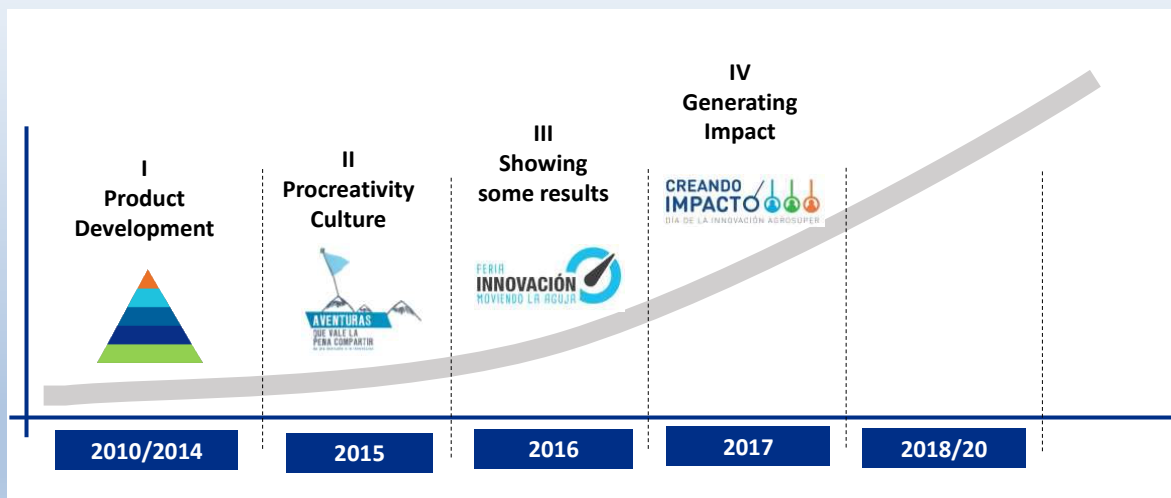 I
Product
Development
II
Procreativity
Culture
AVENTURAS
QUE VALE LA
PENA COMPARTIR
III
Showing
some results
FERIA
INNOVACIÓN
MOVIENDO LA AGUJA
IV
Generating
Impact
CREANDO
IMPACTO
DÍA DE LA INNOVACIÓN AGROSUPER
2010/2014
2015
2016
2017
2018/20